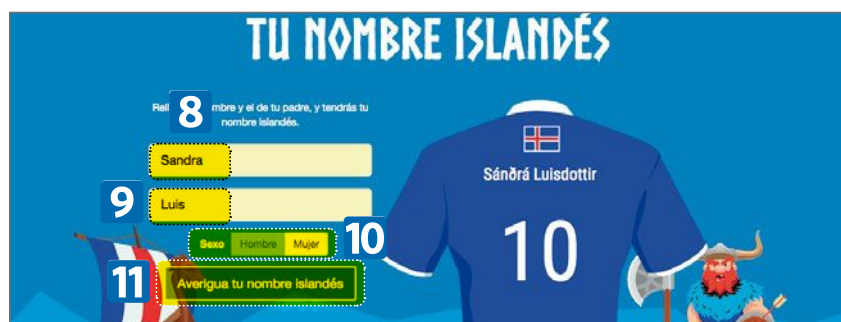 TU NOMBRE ISLANDÉS
8
Rell mbre y el de tu padre, y tendrás tu
nombre islandés.
Sandra
9
Luis
Sexo Hombre Mujer
10
11
Averigua tu nombre islandés
Sánðrá Luisdottir
10